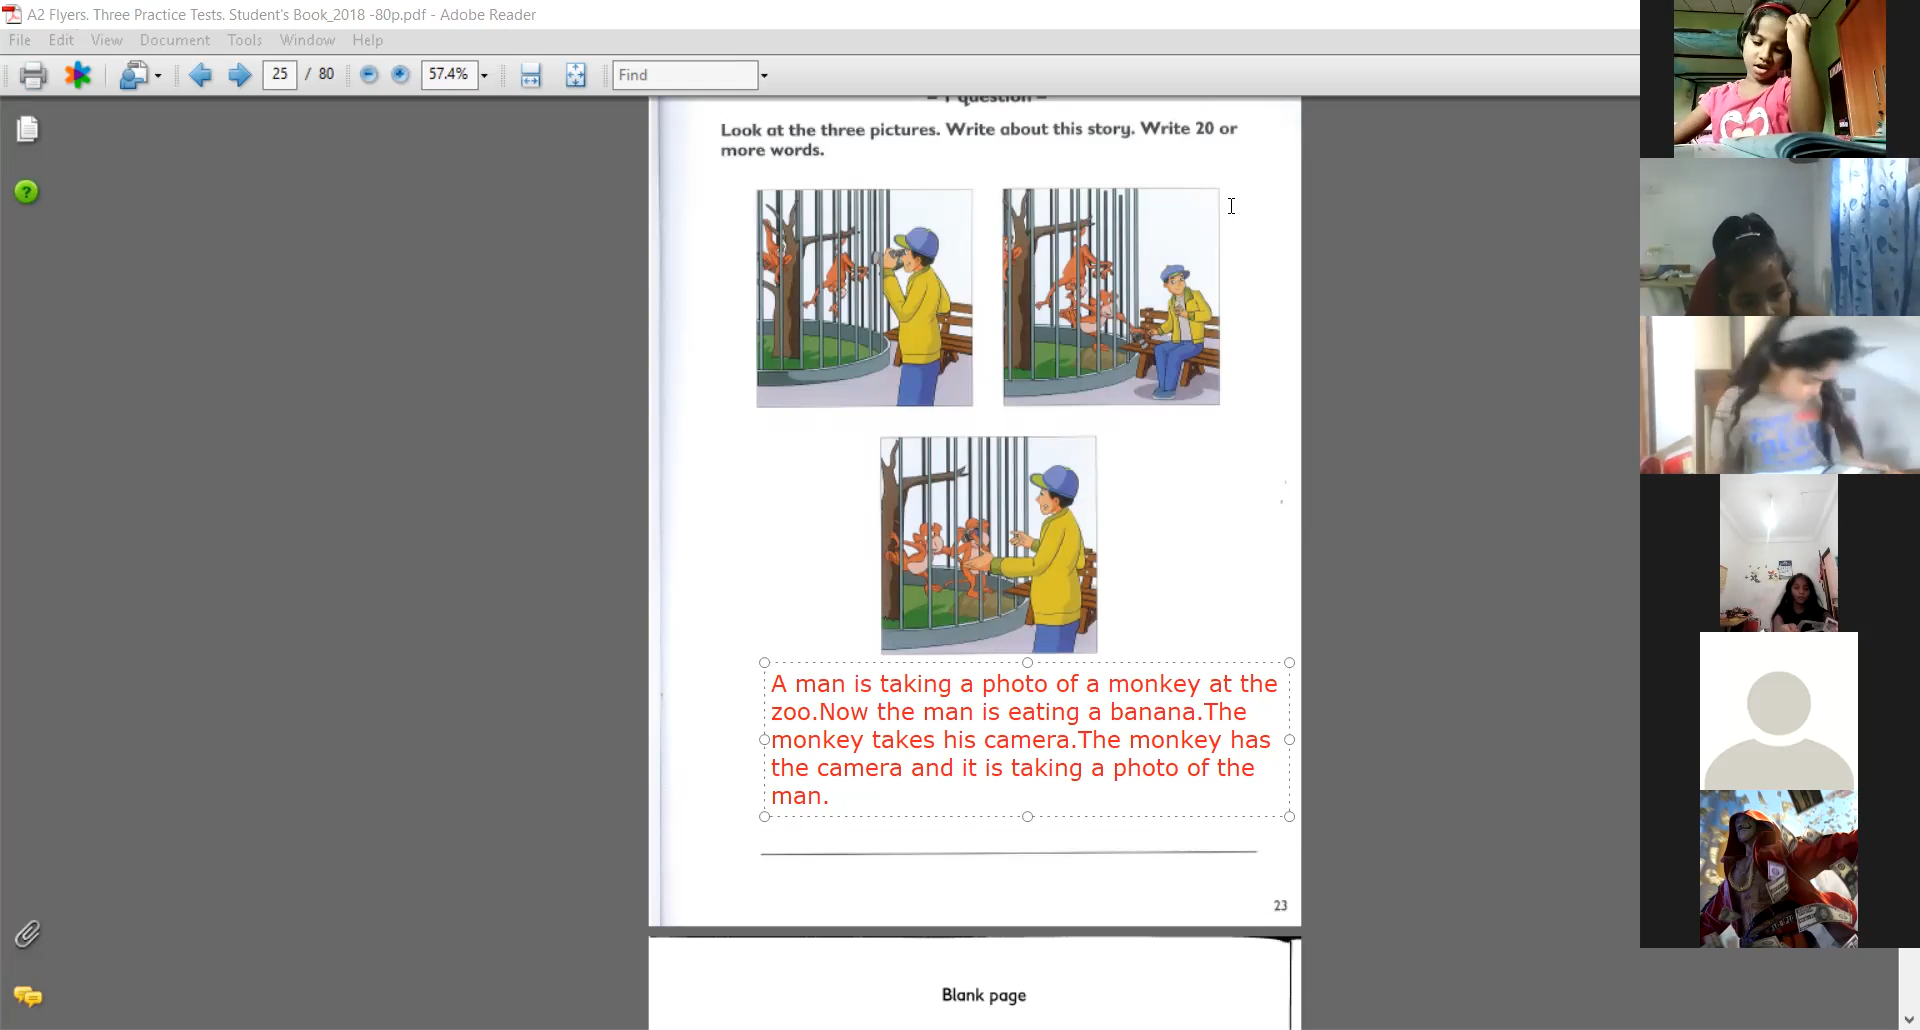 A2 Flyers. Three Practice Tests. Student's Book_2018 -80p.pdf - Adobe Reader
File Edit View Document Tools Window Help
25 / 80 57.4% Find
– 1 question –
Look at the three pictures. Write about this story. Write 20 or
more words.
A man is taking a photo of a monkey at the
zoo.Now the man is eating a banana.The
monkey takes his camera.The monkey has
the camera and it is taking a photo of the
man.
23
Blank page